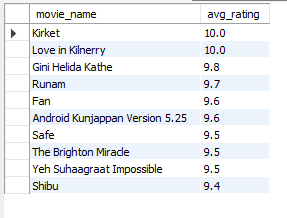 movie_name avg_rating
Kirket 10.0
Love in Kilnerry 10.0
Gini Helida Kathe 9.8
Runam 9.7
Fan 9.6
Android Kunjappan Version 5.25 9.6
Safe 9.5
The Brighton Miracle 9.5
Yeh Suhaagraat Impossible 9.5
Shibu 9.4